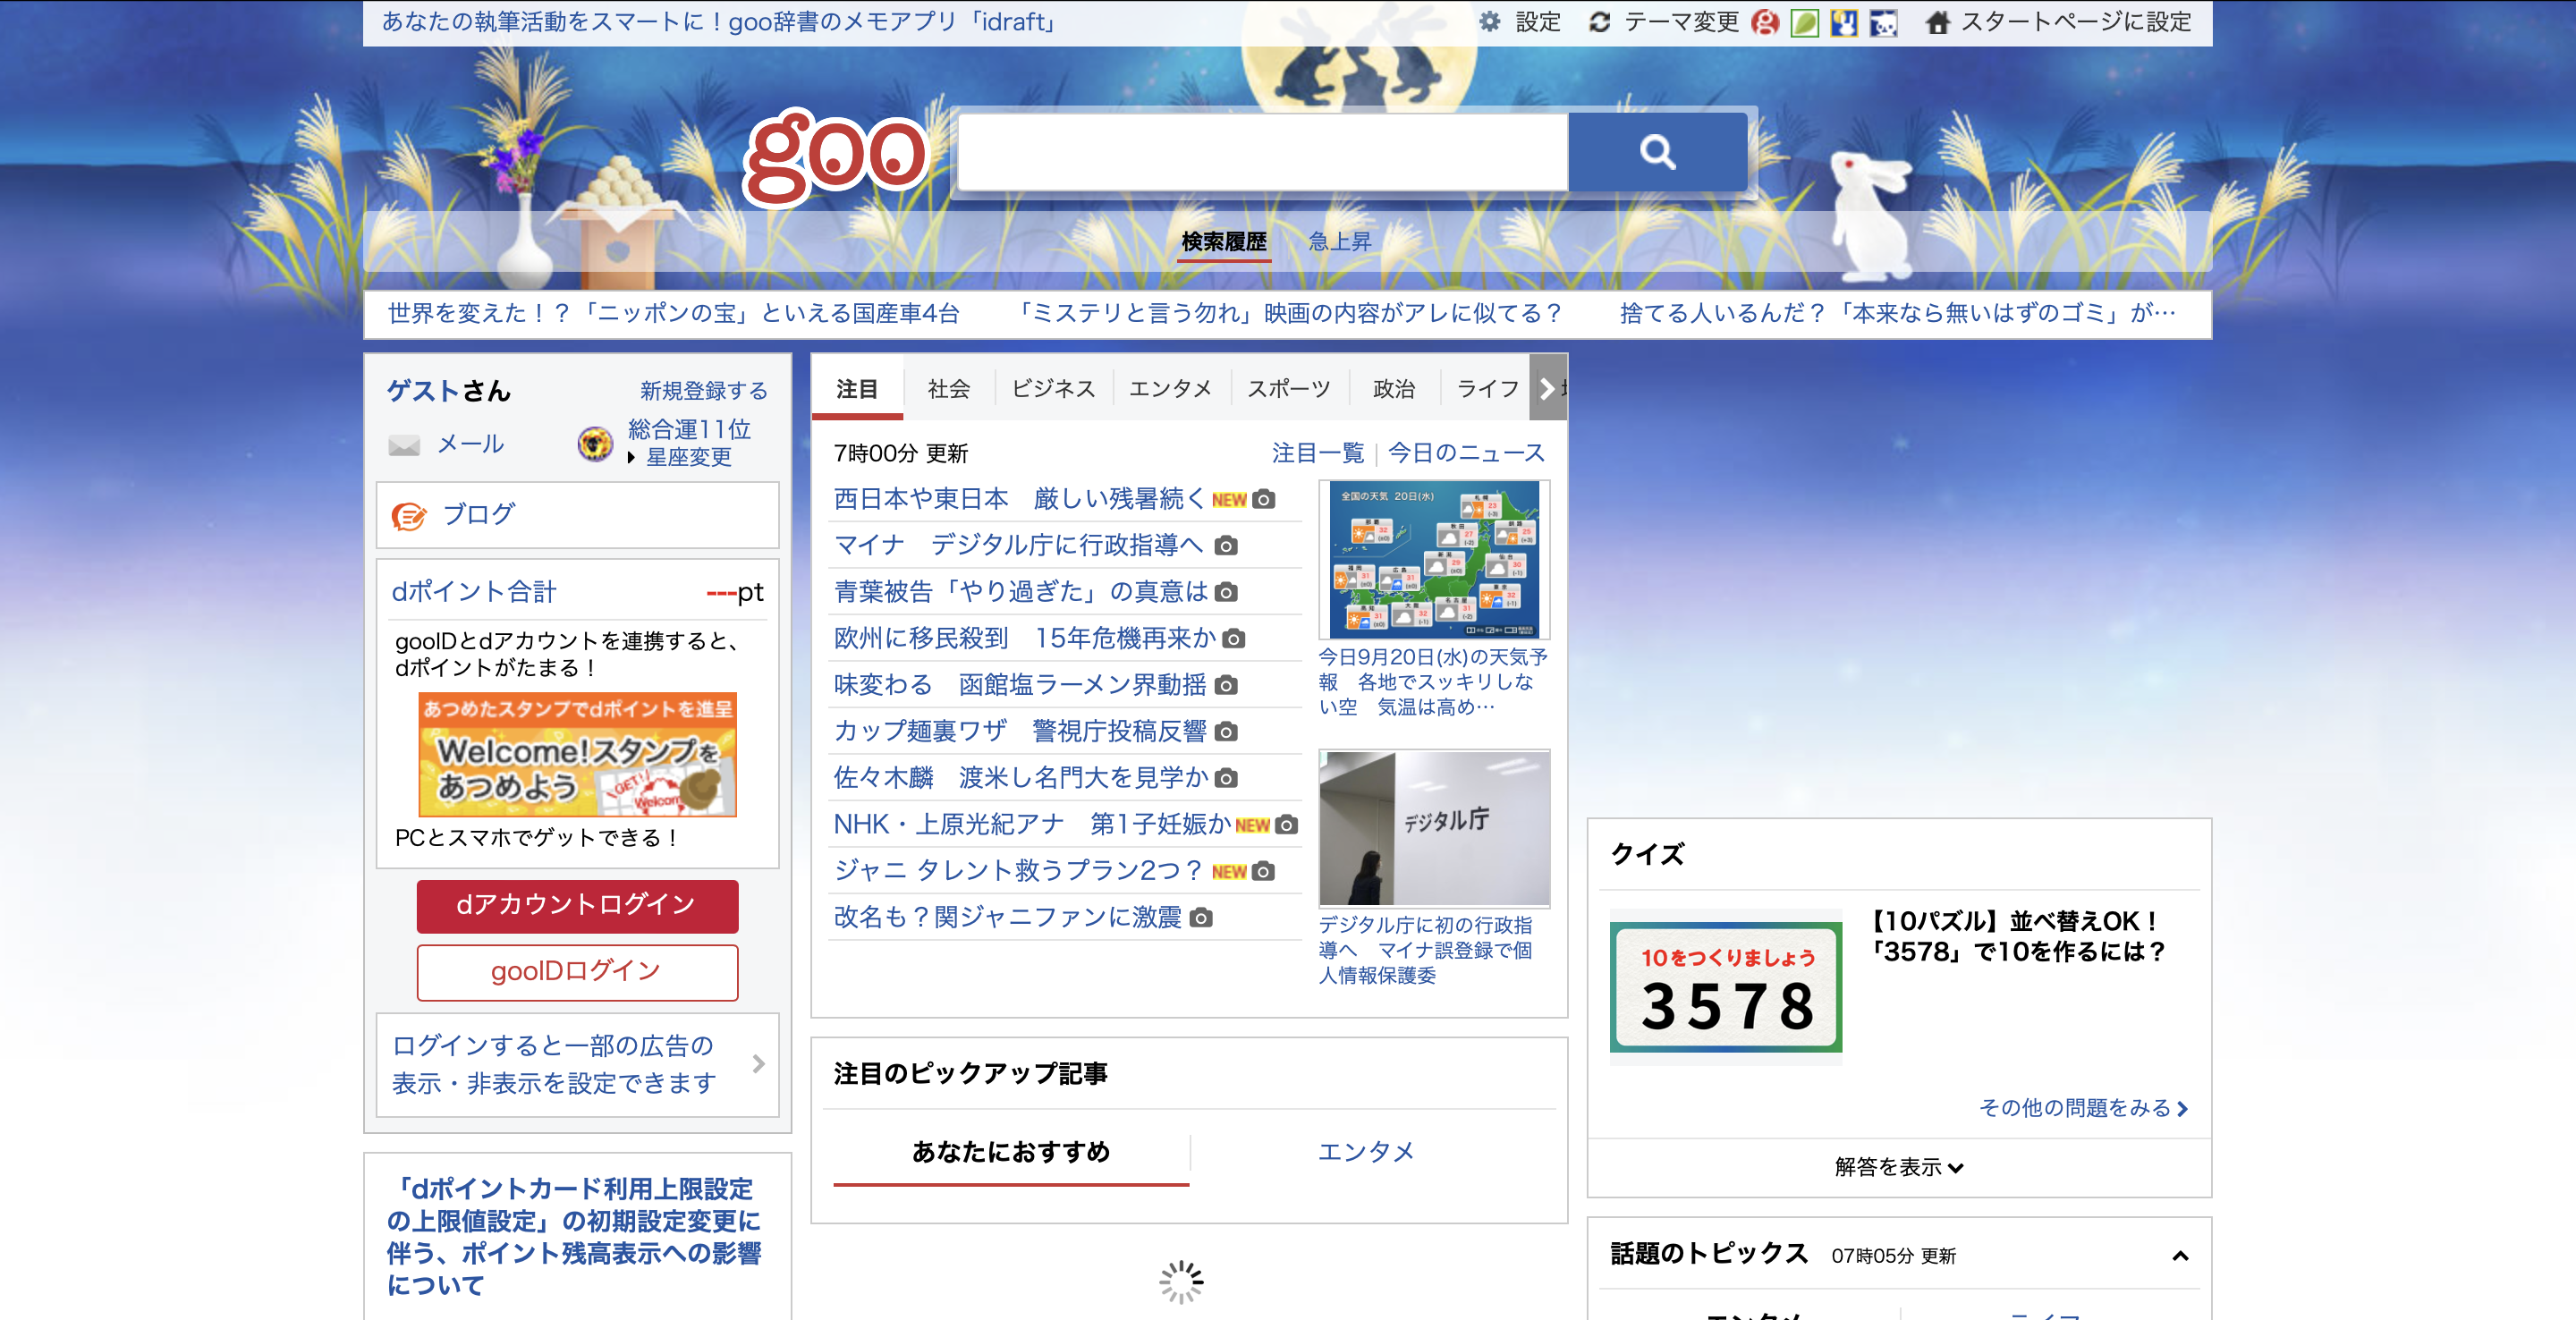 あなたの執筆活動をスマートに！goo辞書のメモアプリ「idraft」
設定 テーマ変更 スタートページに設定
goo
検索履歴 急上昇
世界を変えた！？「ニッポンの宝」といえる国産車4台 「ミステリと言う勿れ」映画の内容がアレに似てる？ 捨てる人いるんだ？「本来なら無いはずのゴミ」が…
ゲストさん 新規登録する
メール 総合運11位
星座変更
ブログ
dポイント合計 ---pt
gooIDとdアカウントを連携すると、
dポイントがたまる！
あつめたスタンプでdポイントを進呈
Welcome!スタンプを
あつめよう
GET!!
Welcome
PCとスマホでゲットできる！
dアカウントログイン
gooIDログイン
ログインすると一部の広告の
表示・非表示を設定できます
「dポイントカード利用上限設定
の上限値設定」の初期設定変更に
伴う、ポイント残高表示への影響
について
注目 社会 ビジネス エンタメ スポーツ 政治 ライフ
7時00分 更新 注目一覧 今日のニュース
西日本や東日本　厳しい残暑続く NEW
マイナ　デジタル庁に行政指導へ
青葉被告「やり過ぎた」の真意は
欧州に移民殺到　15年危機再来か
味変わる　函館塩ラーメン界動揺
カップ麺裏ワザ　警視庁投稿反響
佐々木麟　渡米し名門大を見学か
NHK・上原光紀アナ　第1子妊娠か NEW
ジャニ タレント救うプラン2つ？ NEW
改名も？関ジャニファンに激震
全国の天気 20日(水)
今日9月20日(水)の天気予
報　各地でスッキリしな
い空　気温は高め…
デジタル庁
デジタル庁に初の行政指
導へ　マイナ誤登録で個
人情報保護委
注目のピックアップ記事
あなたにおすすめ エンタメ
クイズ
10をつくりましょう
3578
【10パズル】並べ替えOK！
「3578」で10を作るには？
その他の問題をみる
解答を表示
話題のトピックス 07時05分 更新
エンタメ ライフ